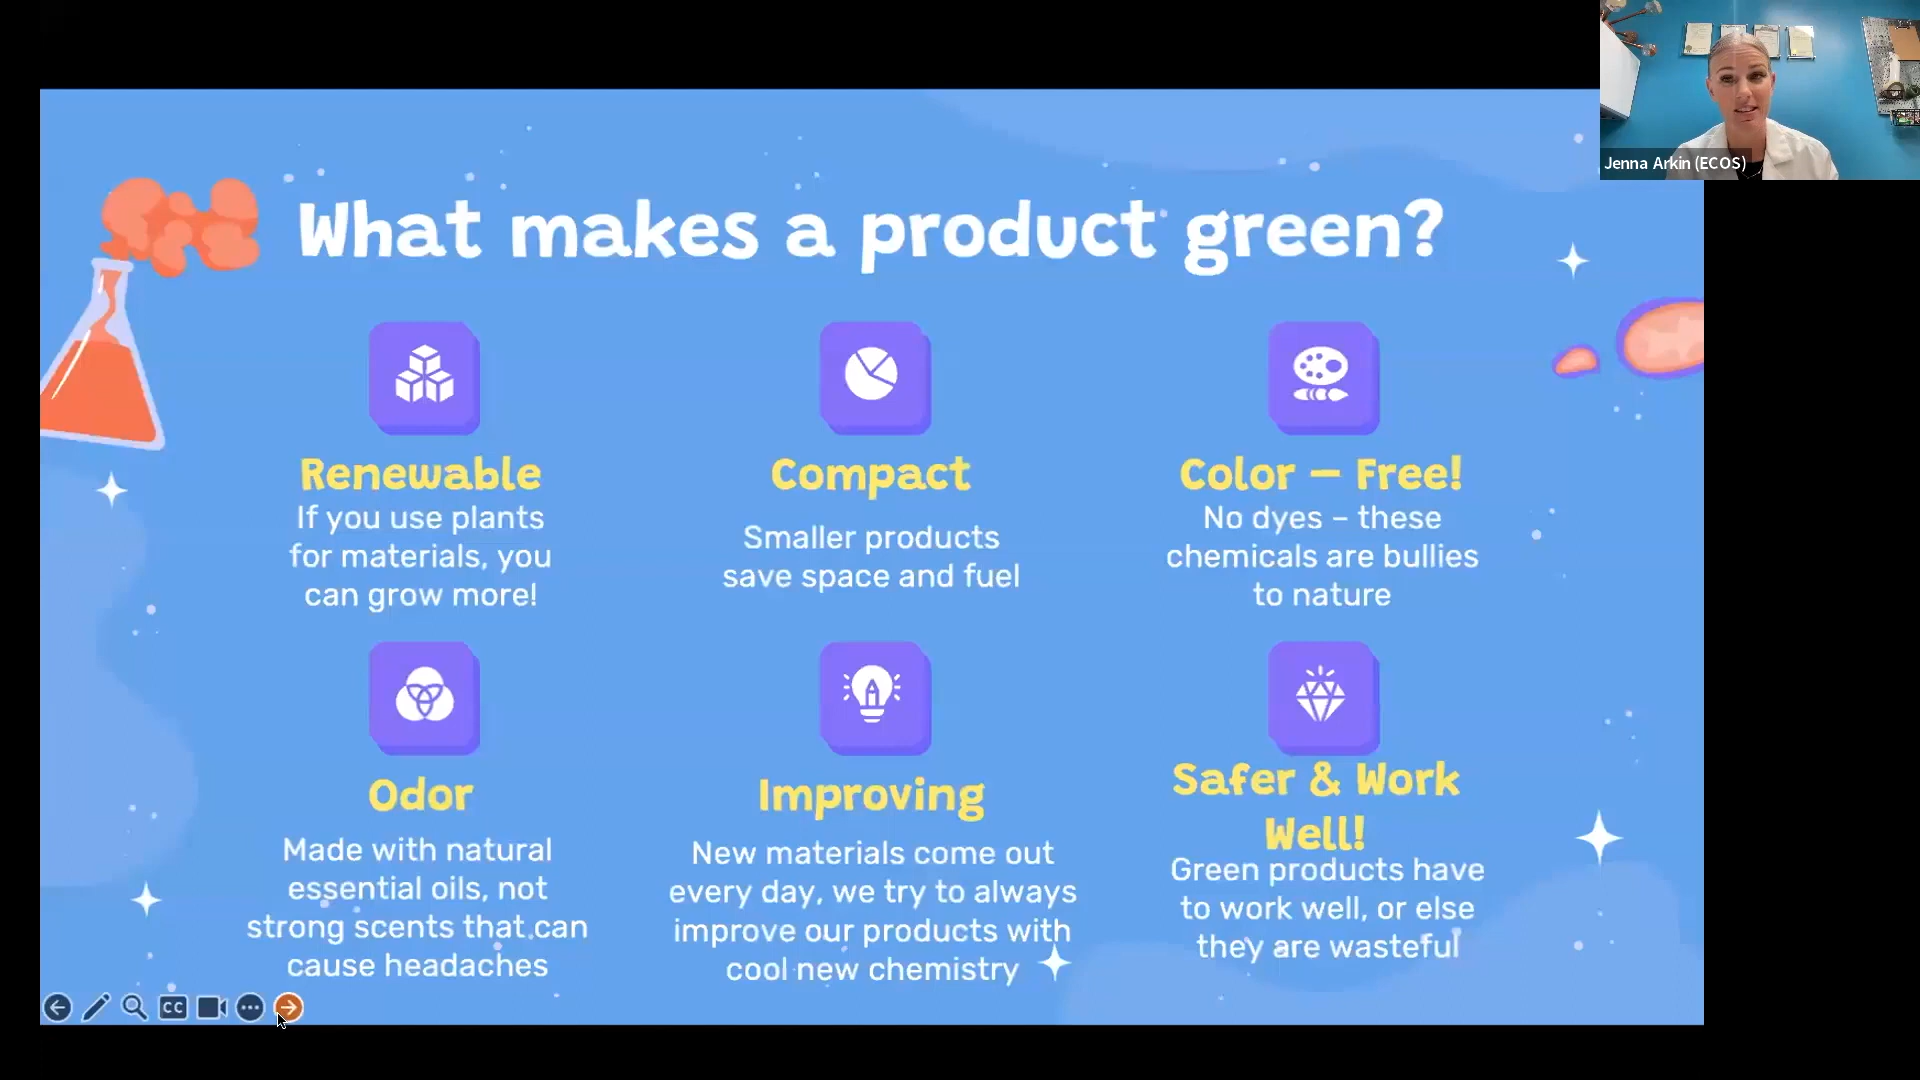 Jenna Arkin (ECOS)
What makes a product green?
Renewable
If you use plants
for materials, you
can grow more!
Compact
Smaller products
save space and fuel
Color – Free!
No dyes – these
chemicals are bullies
to nature
Odor
Made with natural
essential oils, not
strong scents that can
cause headaches
Improving
New materials come out
every day, we try to always
improve our products with
cool new chemistry
Safer & Work
Well!
Green products have
to work well, or else
they are wasteful
CC